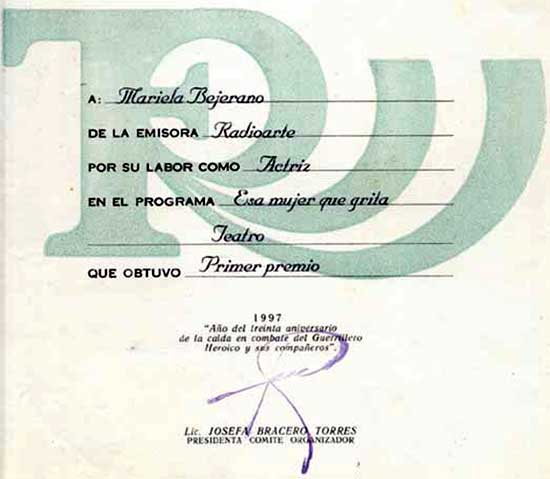 A: Mariela Bejerano
DE LA EMISORA Radioarte
POR SU LABOR COMO Actriz
EN EL PROGRAMA Esa mujer que grita
Teatro
QUE OBTUVO Primer premio
1997
"Año del treinta aniversario
de la caída en combate del Guerrillero
Heroico y sus compañeros".
Lic. JOSEFA BRACERO TORRES
PRESIDENTA COMITE ORGANIZADOR